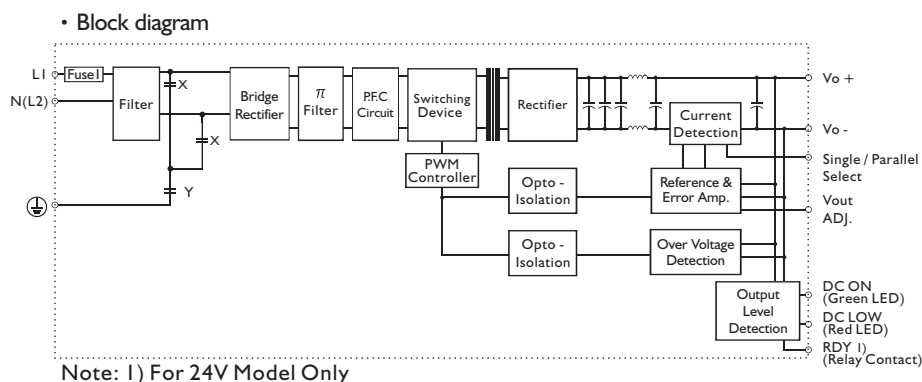 • Block diagram
L1
Fuse1
N(L2)
Filter
X
X
Y
Bridge
Rectifier
π
Filter
P.F.C
Circuit
Switching
Device
PWM
Controller
Rectifier
Current
Detection
Opto -
Isolation
Reference &
Error Amp.
Opto -
Isolation
Over Voltage
Detection
Output
Level
Detection
Vo +
Vo -
Single / Parallel
Select
Vout
ADJ.
DC ON
(Green LED)
DC LOW
(Red LED)
RDY 1)
(Relay Contact)
Note: 1) For 24V Model Only